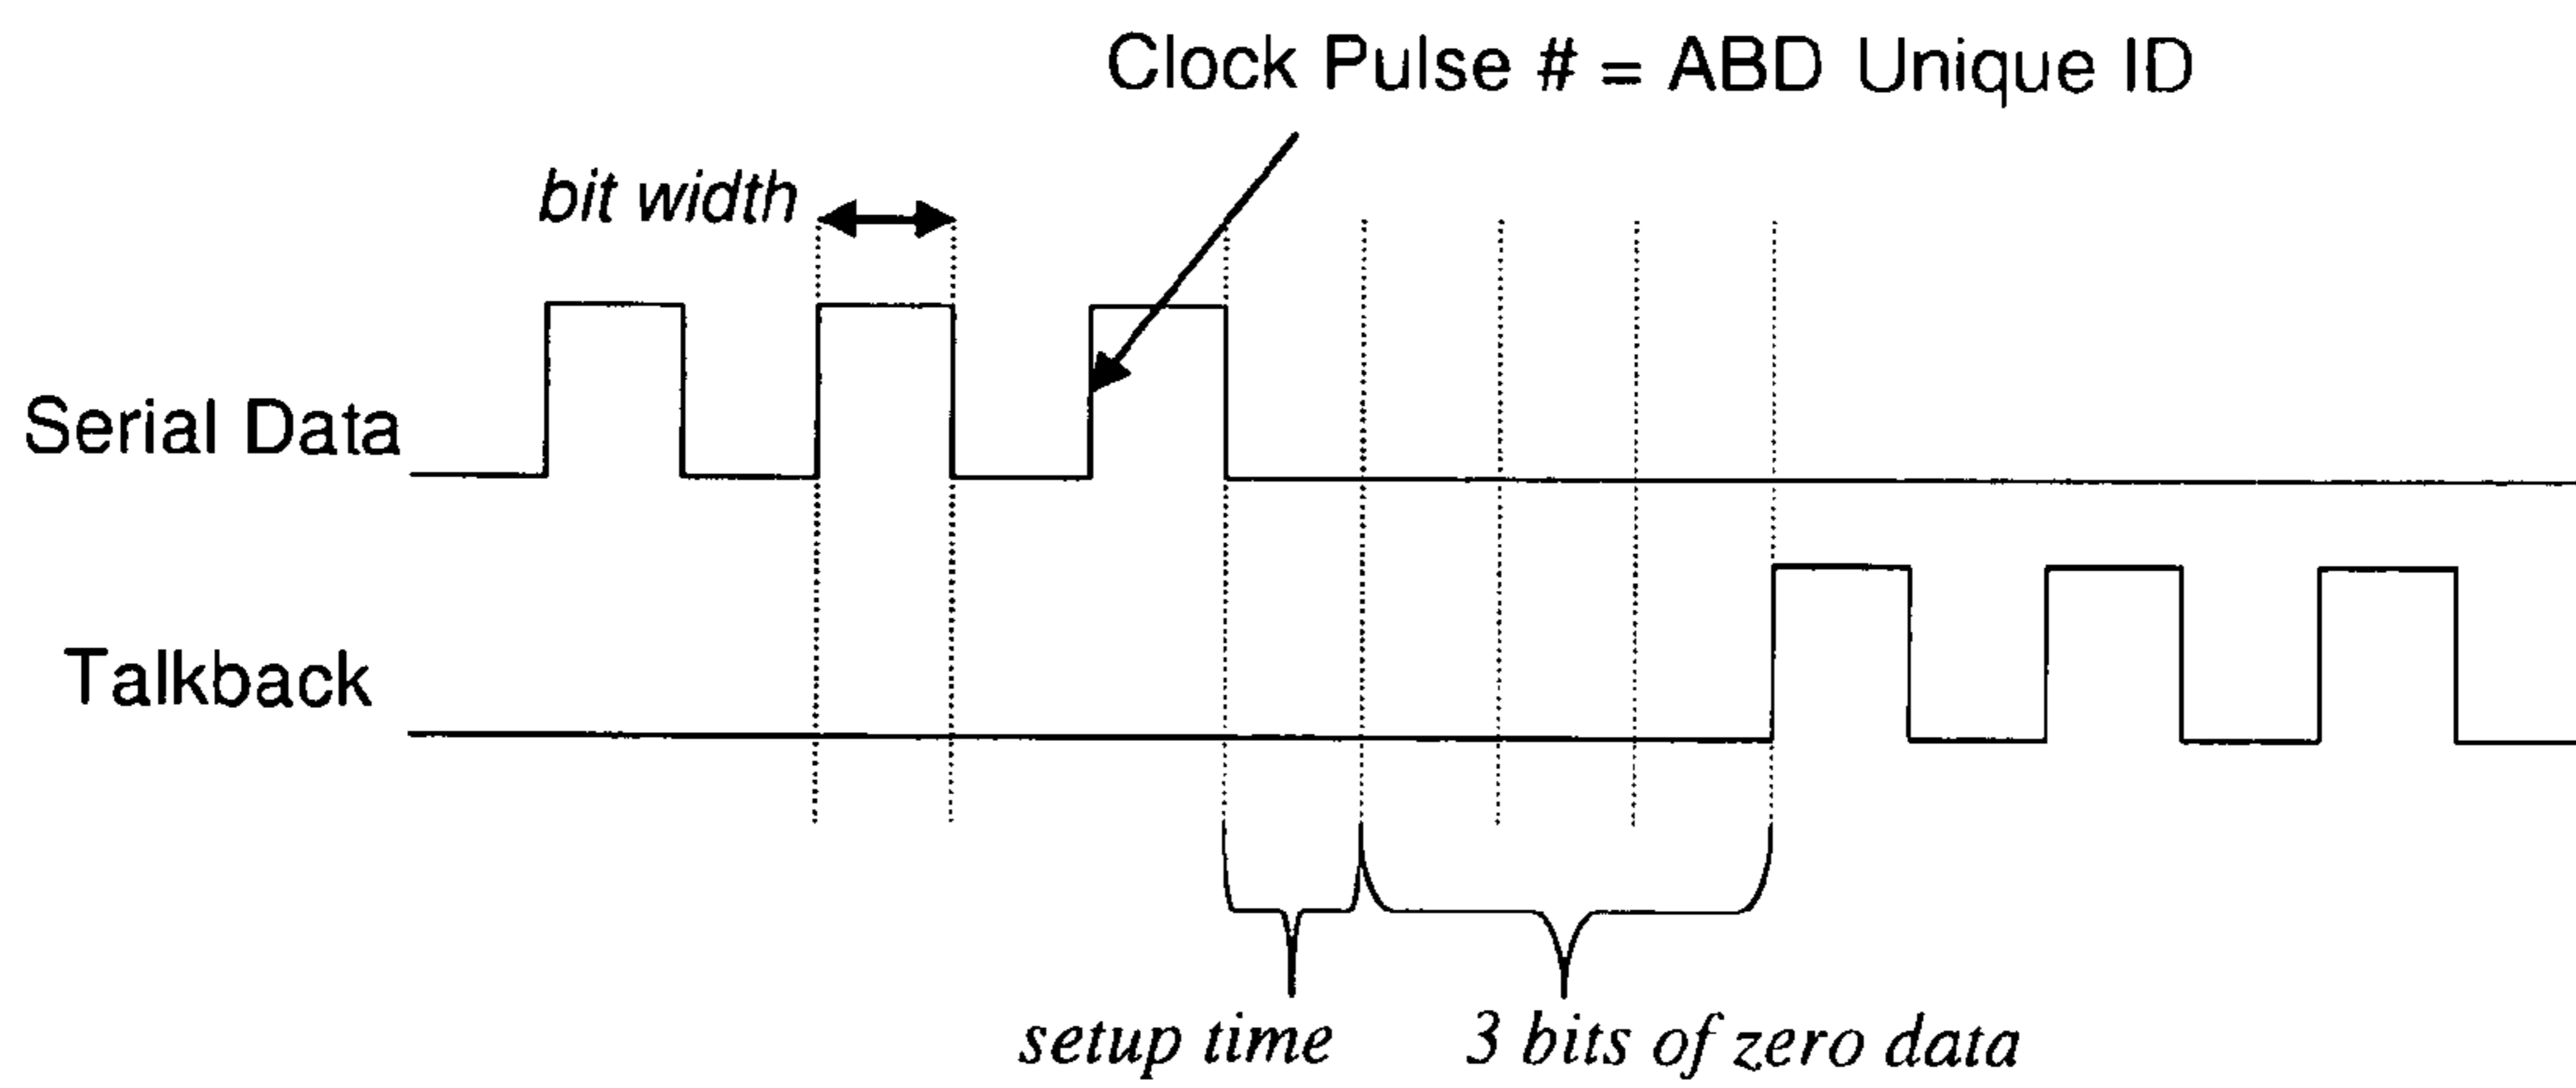 Clock Pulse # = ABD Unique ID
bit width
Serial Data
Talkback
setup time
3 bits of zero data